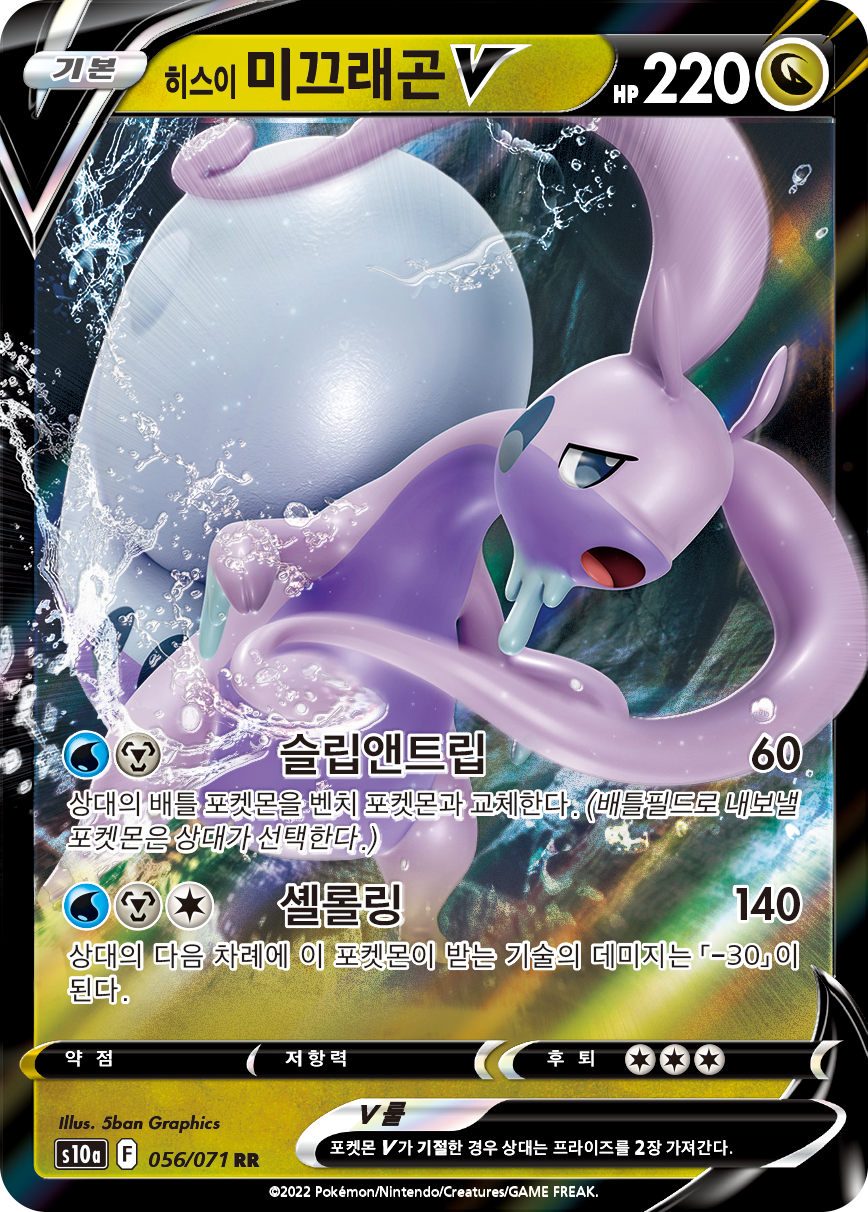 기본 히스이 미끄래곤 V HP 220
슬립앤트립 60
상대의 배틀 포켓몬을 벤치 포켓몬과 교체한다. (배틀필드로 내보낼
포켓몬은 상대가 선택한다.)
셸롤링 140
상대의 다음 차례에 이 포켓몬이 받는 기술의 데미지는 「-30」이
된다.
약점 저항력 후퇴
Illus. 5ban Graphics
V룰
포켓몬 V가 기절한 경우 상대는 프라이즈를 2장 가져간다.
s10a F 056/071 RR
©2022 Pokémon/Nintendo/Creatures/GAME FREAK.